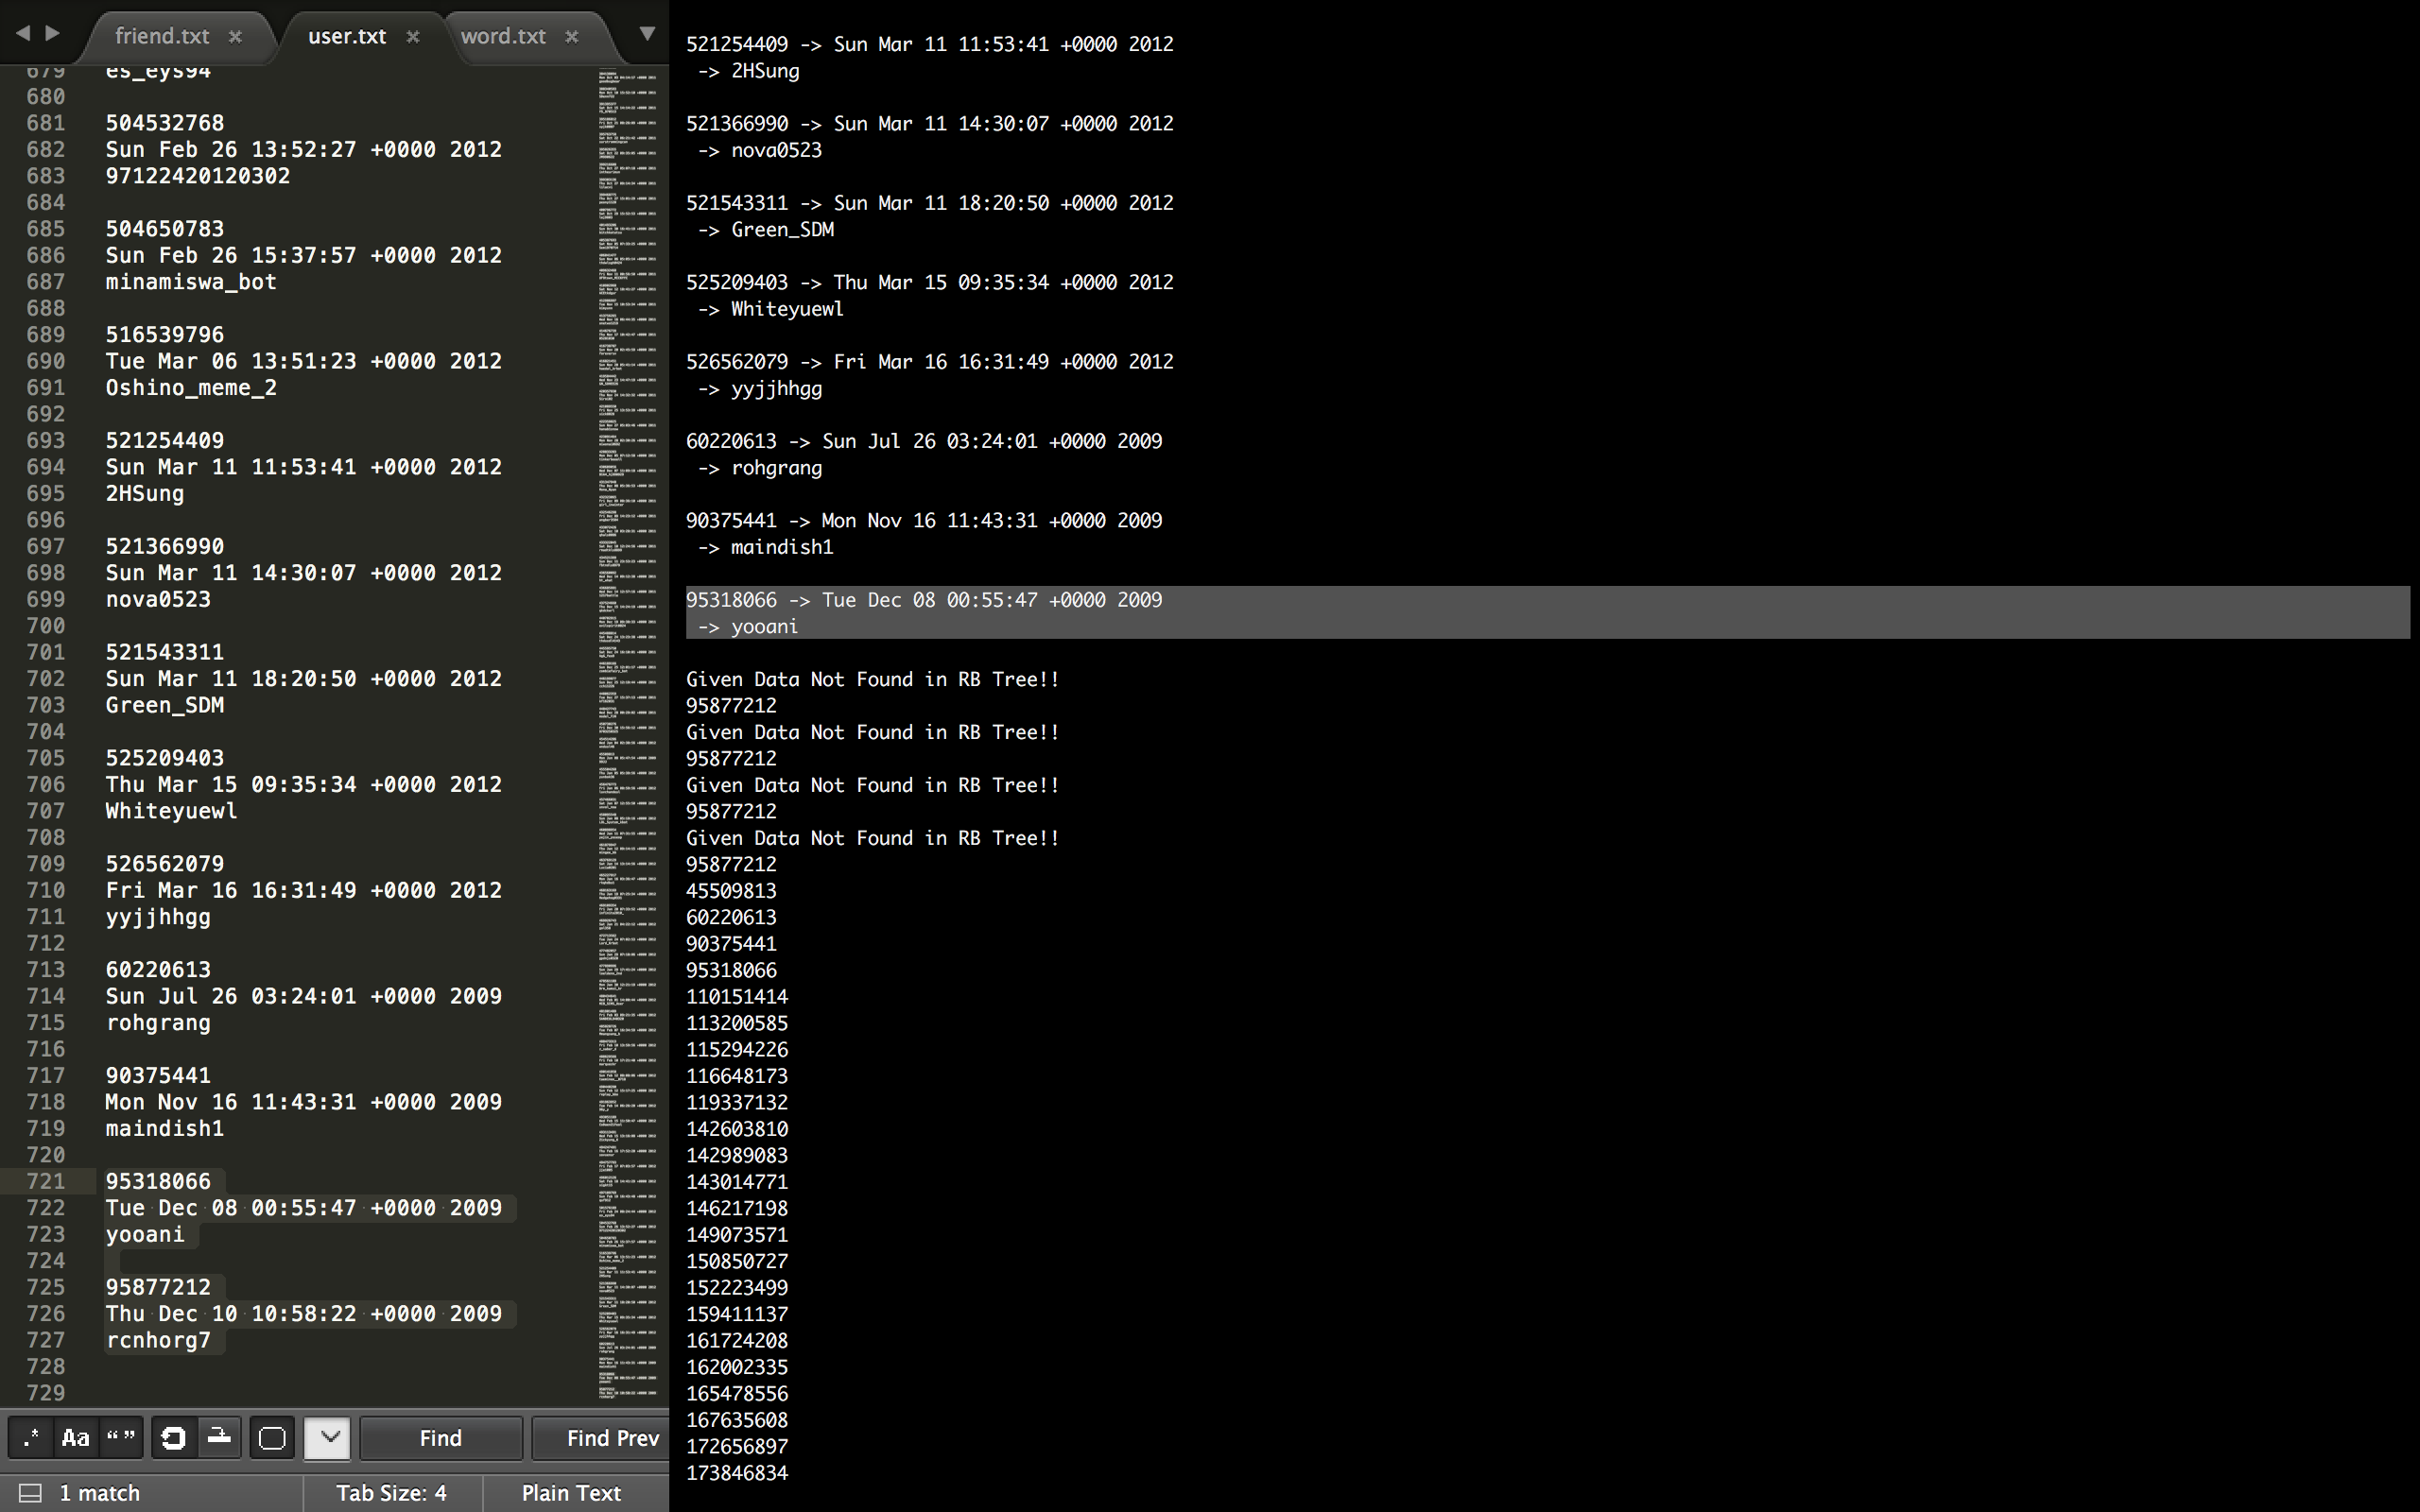 friend.txt × user.txt × word.txt ×
679 es_eys94
680
681 504532768
682 Sun Feb 26 13:52:27 +0000 2012
683 97122420120302
684
685 504650783
686 Sun Feb 26 15:37:57 +0000 2012
687 minamiswa_bot
688
689 516539796
690 Tue Mar 06 13:51:23 +0000 2012
691 Oshino_meme_2
692
693 521254409
694 Sun Mar 11 11:53:41 +0000 2012
695 2HSung
696
697 521366990
698 Sun Mar 11 14:30:07 +0000 2012
699 nova0523
700
701 521543311
702 Sun Mar 11 18:20:50 +0000 2012
703 Green_SDM
704
705 525209403
706 Thu Mar 15 09:35:34 +0000 2012
707 Whiteyuewl
708
709 526562079
710 Fri Mar 16 16:31:49 +0000 2012
711 yyjjhhgg
712
713 60220613
714 Sun Jul 26 03:24:01 +0000 2009
715 rohgrang
716
717 90375441
718 Mon Nov 16 11:43:31 +0000 2009
719 maindish1
720
721 95318066
722 Tue Dec 08 00:55:47 +0000 2009
723 yooani
724
725 95877212
726 Thu Dec 10 10:58:22 +0000 2009
727 rcnhorg7
728
729
.* Aa “” Find Find Prev
1 match Tab Size: 4 Plain Text
521254409 -> Sun Mar 11 11:53:41 +0000 2012
-> 2HSung
521366990 -> Sun Mar 11 14:30:07 +0000 2012
-> nova0523
521543311 -> Sun Mar 11 18:20:50 +0000 2012
-> Green_SDM
525209403 -> Thu Mar 15 09:35:34 +0000 2012
-> Whiteyuewl
526562079 -> Fri Mar 16 16:31:49 +0000 2012
-> yyjjhhgg
60220613 -> Sun Jul 26 03:24:01 +0000 2009
-> rohgrang
90375441 -> Mon Nov 16 11:43:31 +0000 2009
-> maindish1
95318066 -> Tue Dec 08 00:55:47 +0000 2009
-> yooani
Given Data Not Found in RB Tree!!
95877212
Given Data Not Found in RB Tree!!
95877212
Given Data Not Found in RB Tree!!
95877212
Given Data Not Found in RB Tree!!
95877212
45509813
60220613
90375441
95318066
110151414
113200585
115294226
116648173
119337132
142603810
142989083
143014771
146217198
149073571
150850727
152223499
159411137
161724208
162002335
165478556
167635608
172656897
173846834